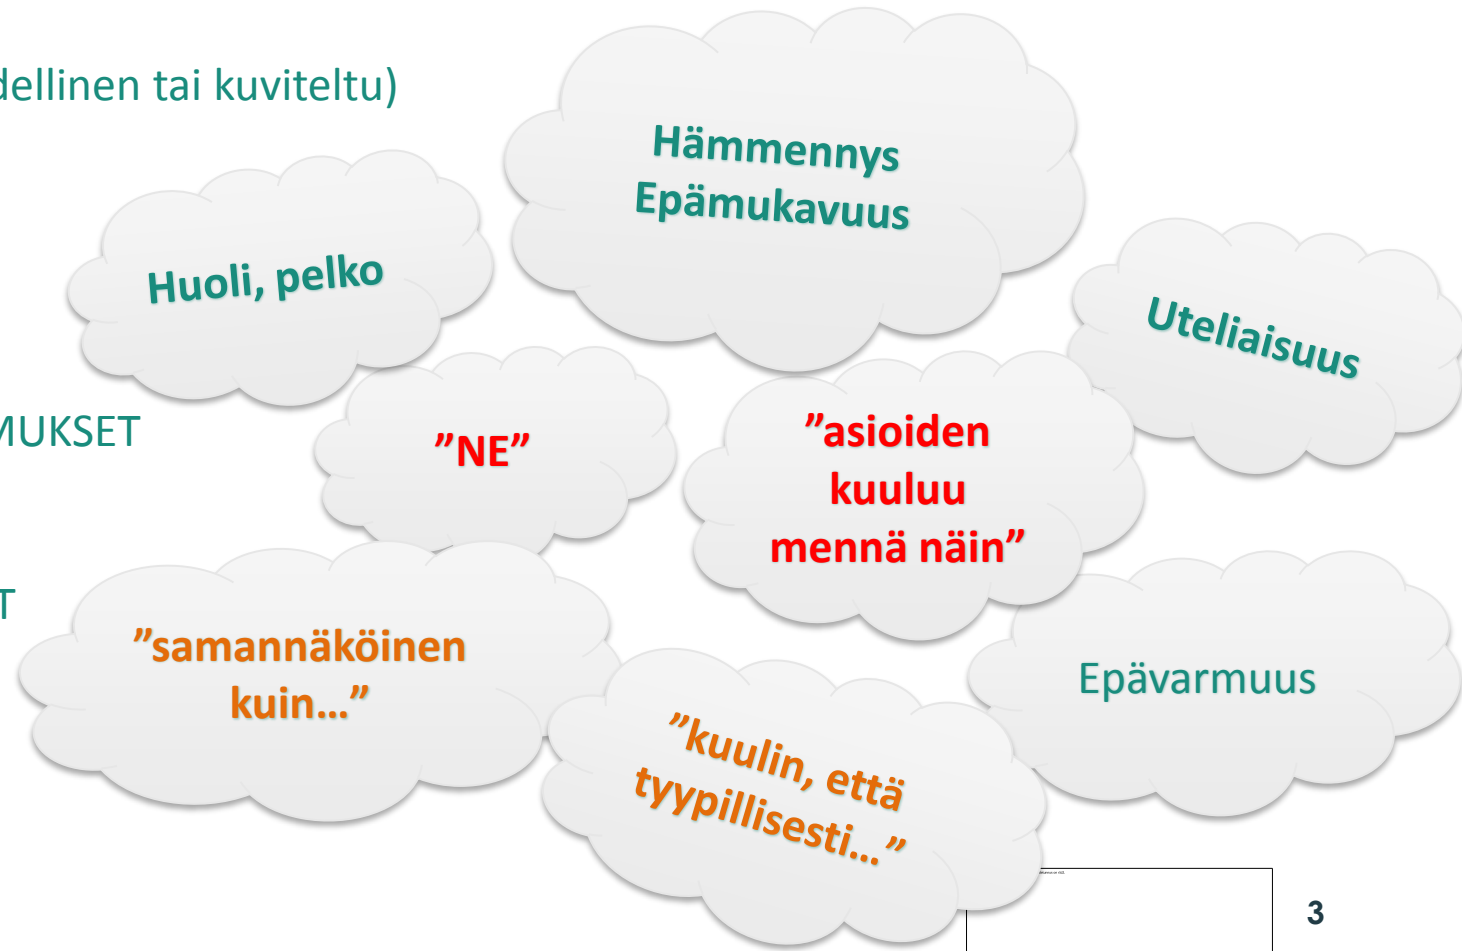 dellinen tai kuviteltu)
Hämmennys
Epämukavuus
Huoli, pelko
Uteliaisuus
MUKSET
”NE”
”asioiden
kuuluu
mennä näin”
T
”samannäköinen
kuin…”
Epävarmuus
”kuulin, että
tyypillisesti…”
3